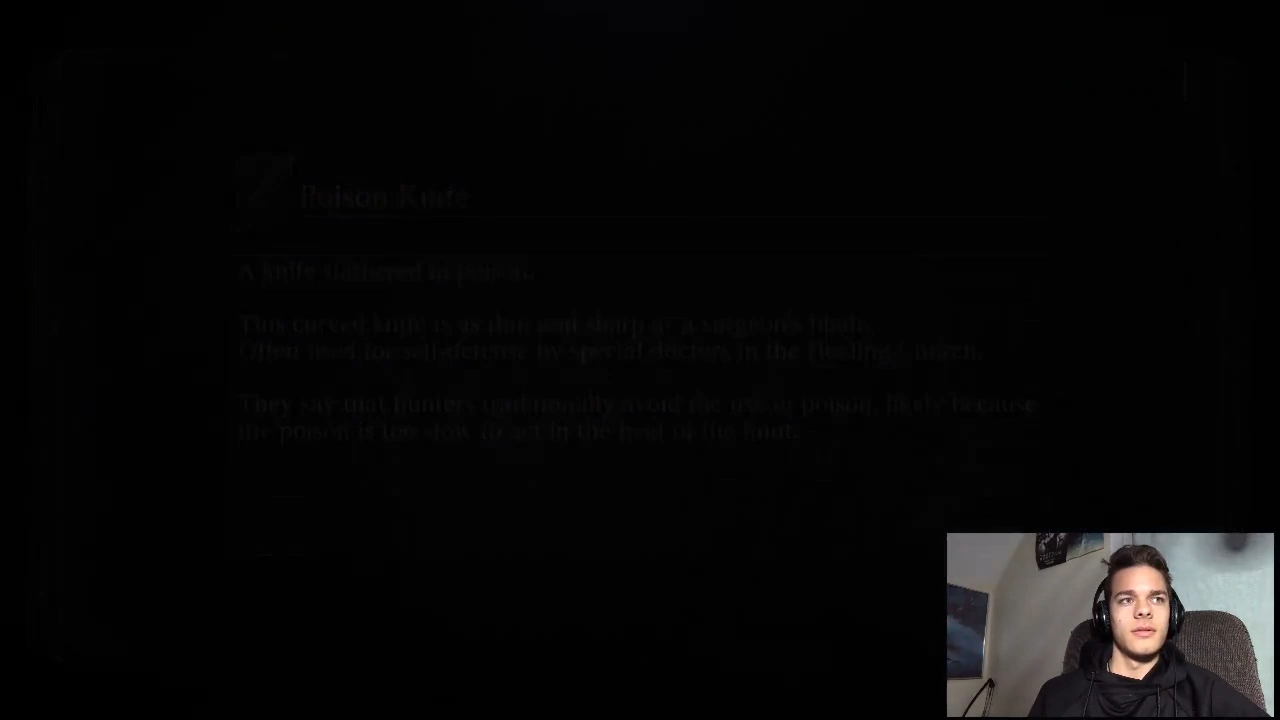 Poison Knife
A knife slathered in poison.
This curved knife is as thin and sharp as a surgeon's blade.
Often used for self-defense by special doctors in the Healing Church.
They say that hunters traditionally avoid the use of poison, likely because
the poison is too slow to act in the heat of the hunt.